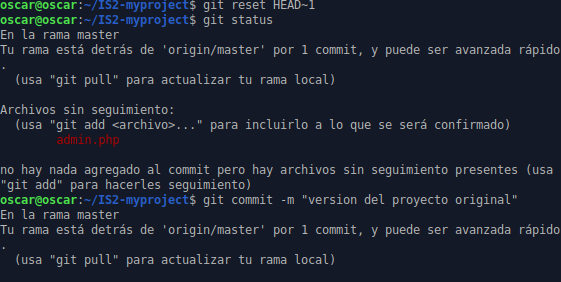 oscar@oscar:~/IS2-myproject$ git reset HEAD~1
oscar@oscar:~/IS2-myproject$ git status
En la rama master
Tu rama está detrás de 'origin/master' por 1 commit, y puede ser avanzada rápido
.
  (usa "git pull" para actualizar tu rama local)

Archivos sin seguimiento:
  (usa "git add <archivo>..." para incluirlo a lo que se será confirmado)
        admin.php

no hay nada agregado al commit pero hay archivos sin seguimiento presentes (usa
"git add" para hacerles seguimiento)
oscar@oscar:~/IS2-myproject$ git commit -m "version del proyecto original"
En la rama master
Tu rama está detrás de 'origin/master' por 1 commit, y puede ser avanzada rápido
.
  (usa "git pull" para actualizar tu rama local)